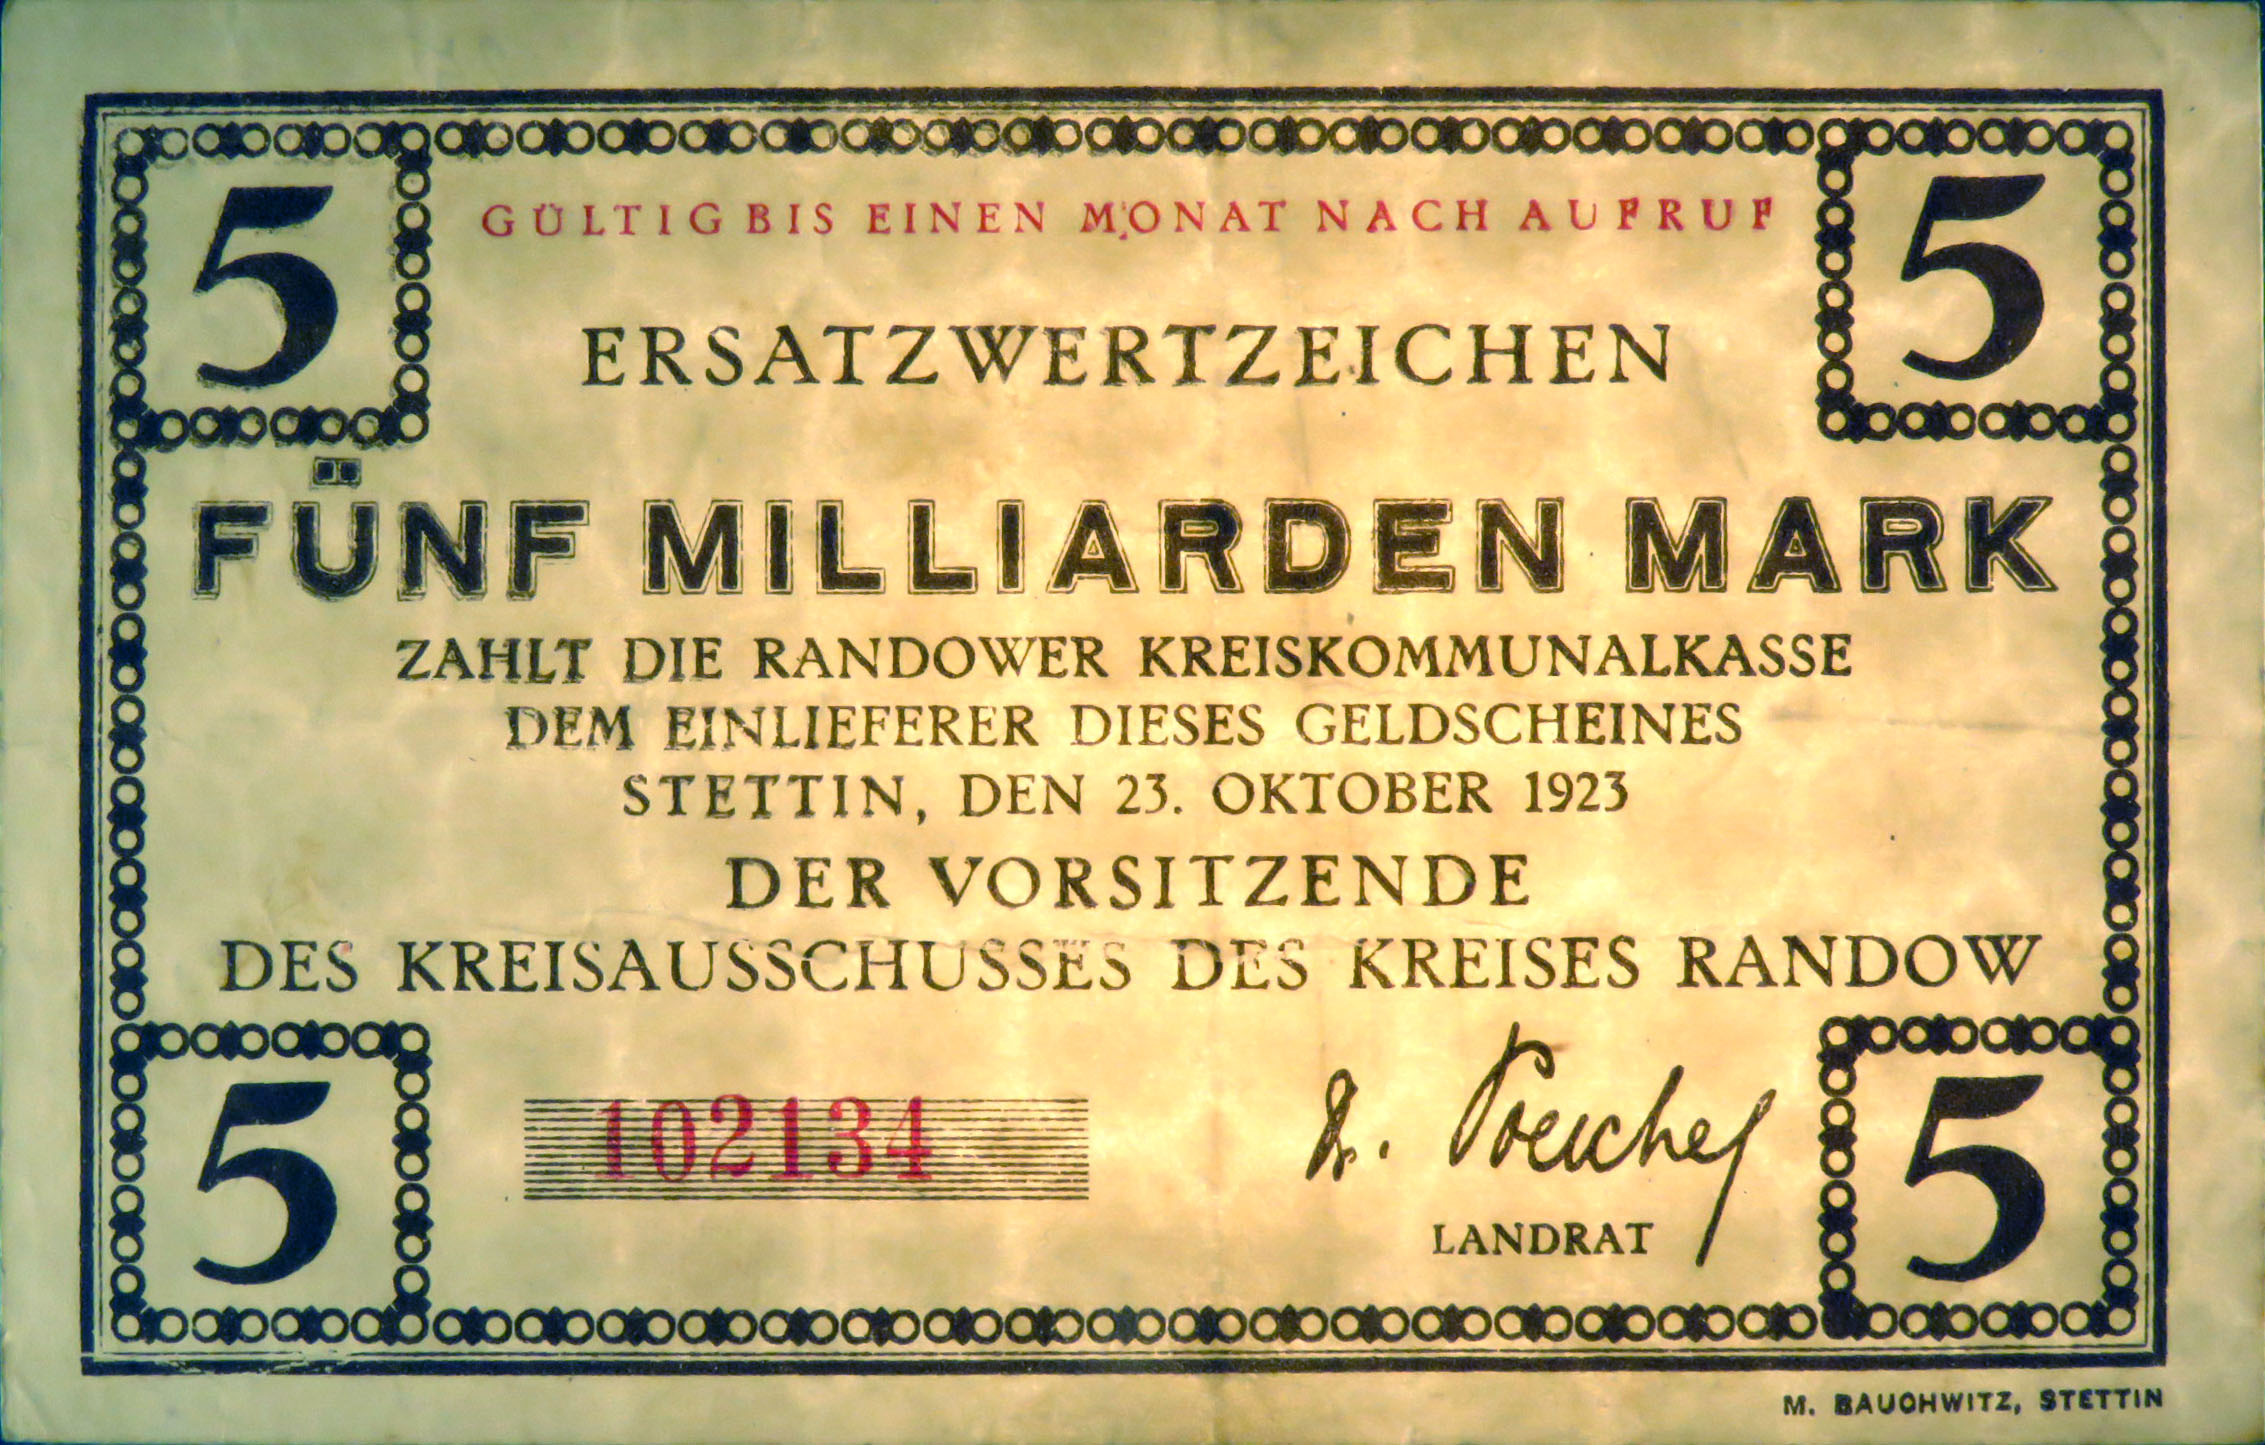 5 5
GÜLTIG BIS EINEN MONAT NACH AUFRUF
ERSATZWERTZEICHEN
FÜNF MILLIARDEN MARK
ZAHLT DIE RANDOWER KREISKOMMUNALKASSE
DEM EINLIEFERER DIESES GELDSCHEINES
STETTIN, DEN 23. OKTOBER 1923
DER VORSITZENDE
DES KREISAUSSCHUSSES DES KREISES RANDOW
5 5
102134
LANDRAT
M. BAUCHWITZ, STETTIN